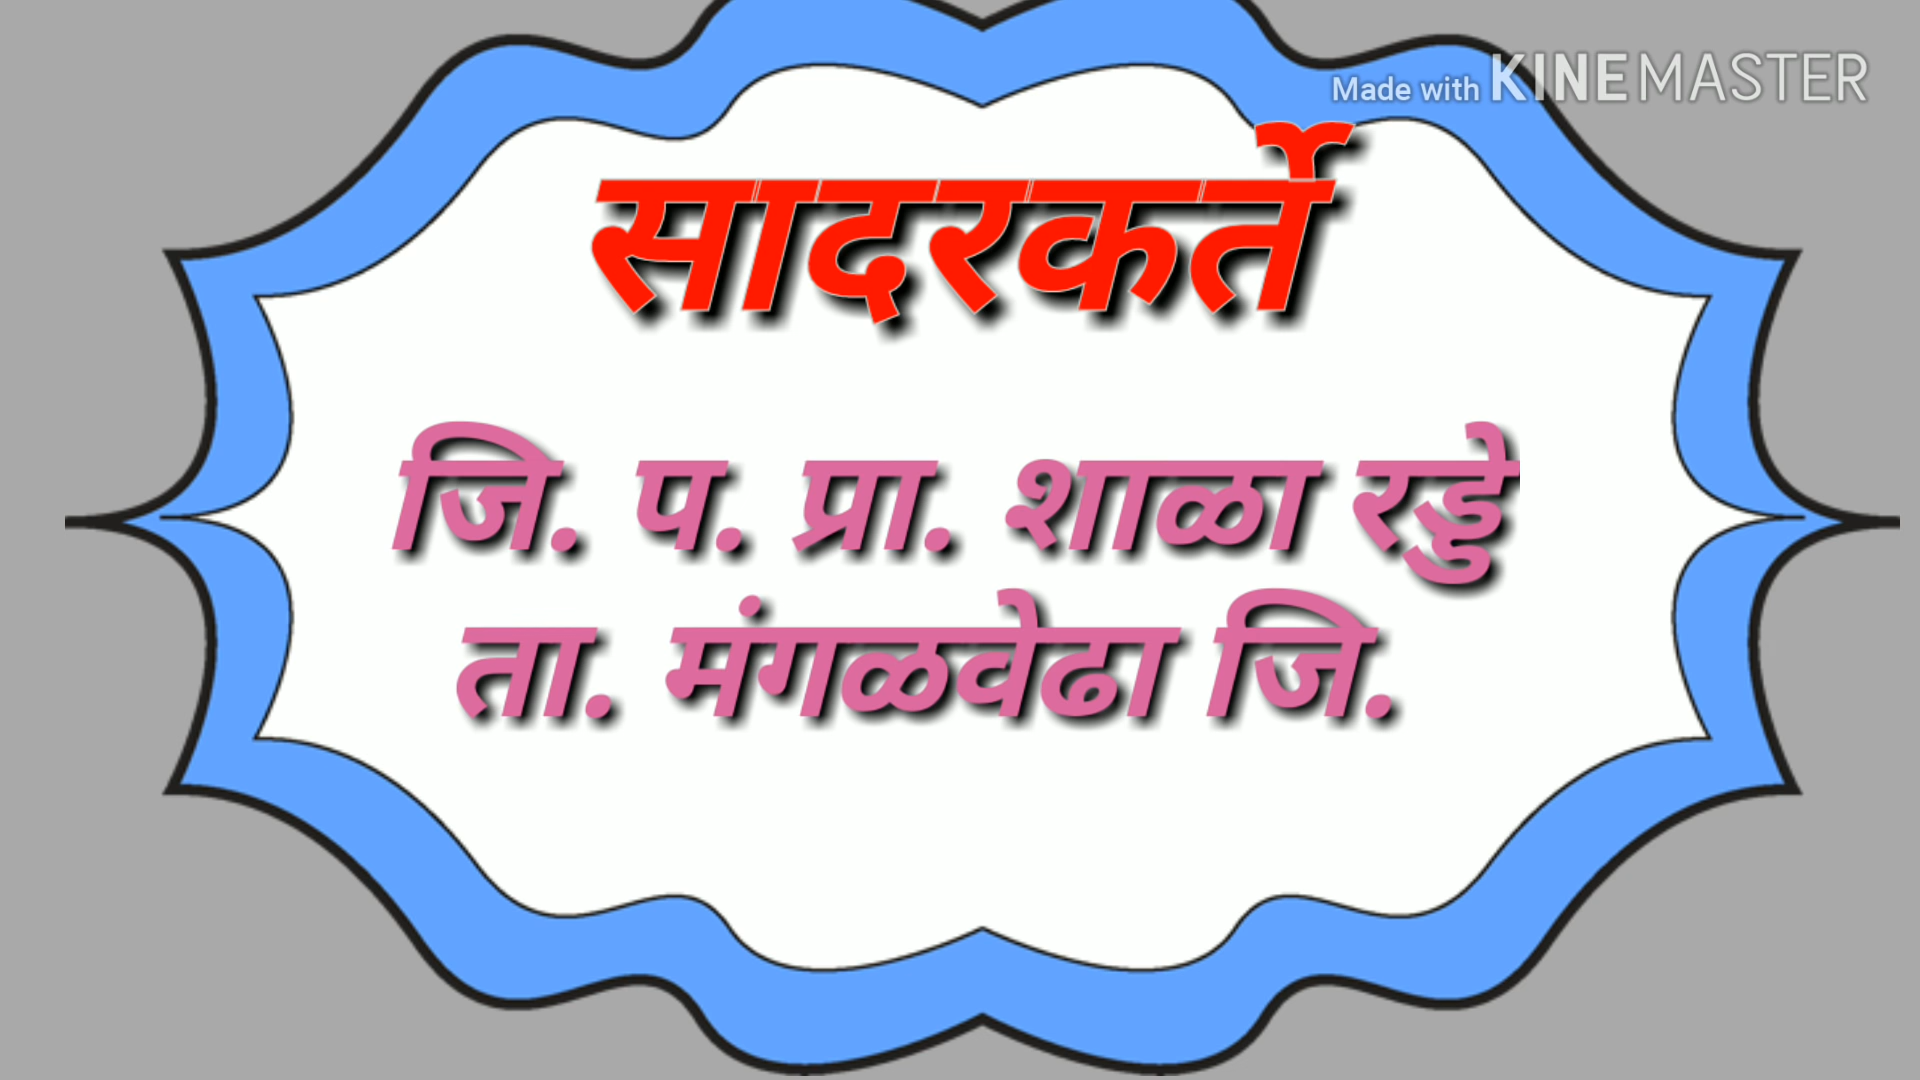 Made with KINEMASTER
सादरकर्ते
जि. प. प्रा. शाळा रड्डे
ता. मंगळवेढा जि.